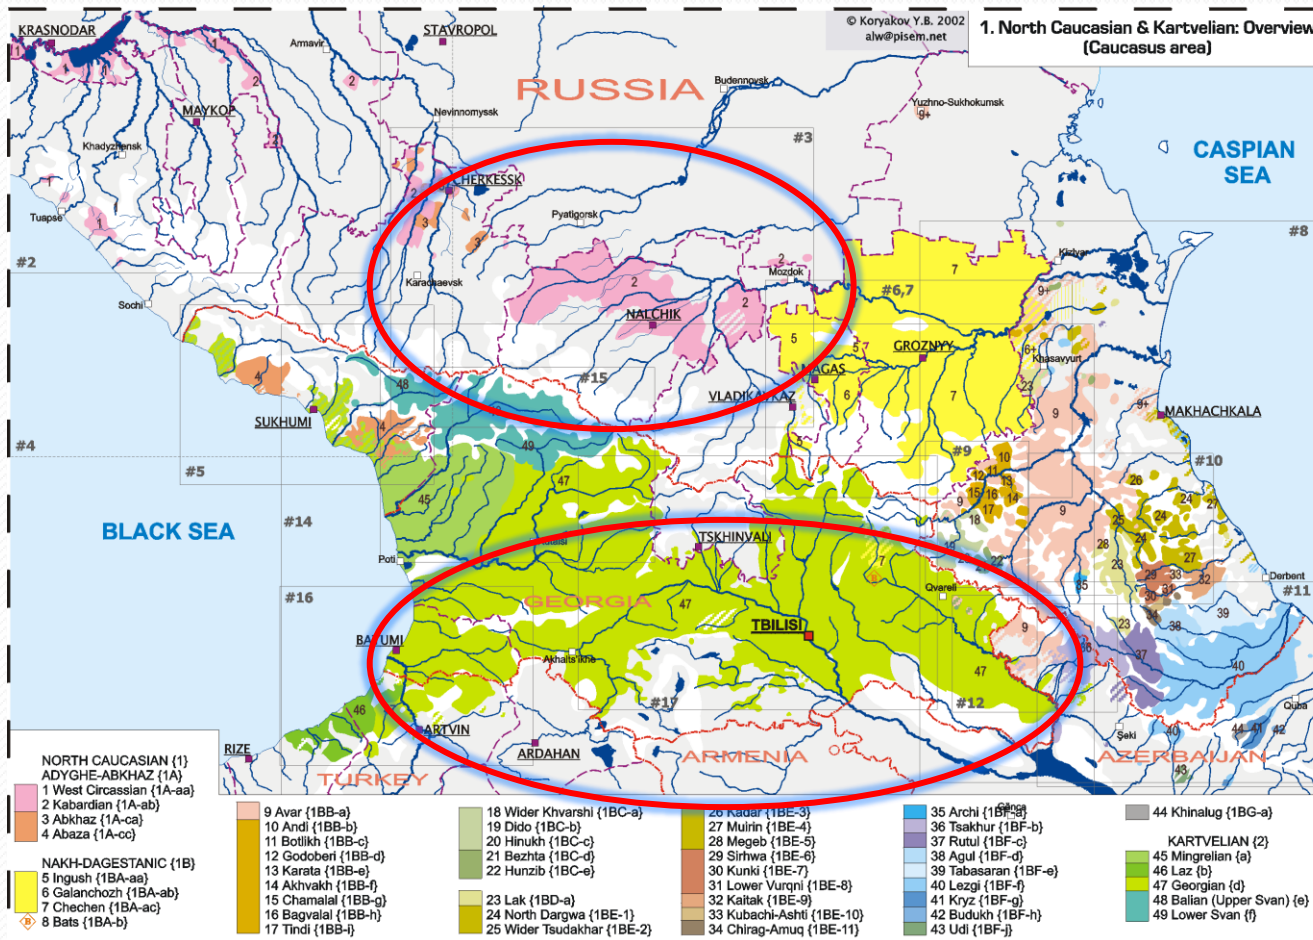 © Koryakov Y.B. 2002
alw@pisem.net
1. North Caucasian & Kartvelian: Overview
(Caucasus area)
KRASNODAR
STAVROPOL
Armavir
RUSSIA
Budennovsk
Yuzhno-Sukhokumsk
9+
MAYKOP
Nevinnomyssk
Khadyzhensk
#3
CASPIAN
SEA
CHERKESSK
Tuapse
Pyatigorsk
#8
#2
Karachaevsk
Mozdok
Kizlyar
#6,7
Sochi
NALCHIK
GROZNYY
Khasavyurt
#15
MAGAS
VLADIKAVKAZ
SUKHUMI
MAKHACHKALA
#4
#5
#9
#10
BLACK SEA
#14
TSKHINVALI
Poti
Derbent
#16
GEORGIA
Qvareli
#11
TBILISI
BATUMI
Akhalts'ikhe
#17
#12
Quba
ARTVIN
Şeki
RIZE
ARDAHAN
ARMENIA
AZERBAIJAN
TURKEY
Gäncä
NORTH CAUCASIAN {1}
ADYGHE-ABKHAZ {1A}
1 West Circassian {1A-aa}
2 Kabardian {1A-ab}
3 Abkhaz {1A-ca}
4 Abaza {1A-cc}
NAKH-DAGESTANIC {1B}
5 Ingush {1BA-aa}
6 Galanchozh {1BA-ab}
7 Chechen {1BA-ac}
8 Bats {1BA-b}
9 Avar {1BB-a}
10 Andi {1BB-b}
11 Botlikh {1BB-c}
12 Godoberi {1BB-d}
13 Karata {1BB-e}
14 Akhvakh {1BB-f}
15 Chamalal {1BB-g}
16 Bagvalal {1BB-h}
17 Tindi {1BB-i}
18 Wider Khvarshi {1BC-a}
19 Dido {1BC-b}
20 Hinukh {1BC-c}
21 Bezhta {1BC-d}
22 Hunzib {1BC-e}
23 Lak {1BD-a}
24 North Dargwa {1BE-1}
25 Wider Tsudakhar {1BE-2}
26 Kadar {1BE-3}
27 Muirin {1BE-4}
28 Megeb {1BE-5}
29 Sirhwa {1BE-6}
30 Kunki {1BE-7}
31 Lower Vurqni {1BE-8}
32 Kaitak {1BE-9}
33 Kubachi-Ashti {1BE-10}
34 Chirag-Amuq {1BE-11}
35 Archi {1BF-a}
36 Tsakhur {1BF-b}
37 Rutul {1BF-c}
38 Agul {1BF-d}
39 Tabasaran {1BF-e}
40 Lezgi {1BF-f}
41 Kryz {1BF-g}
42 Budukh {1BF-h}
43 Udi {1BF-j}
44 Khinalug {1BG-a}
KARTVELIAN {2}
45 Mingrelian {a}
46 Laz {b}
47 Georgian {d}
48 Balian (Upper Svan) {e}
49 Lower Svan {f}